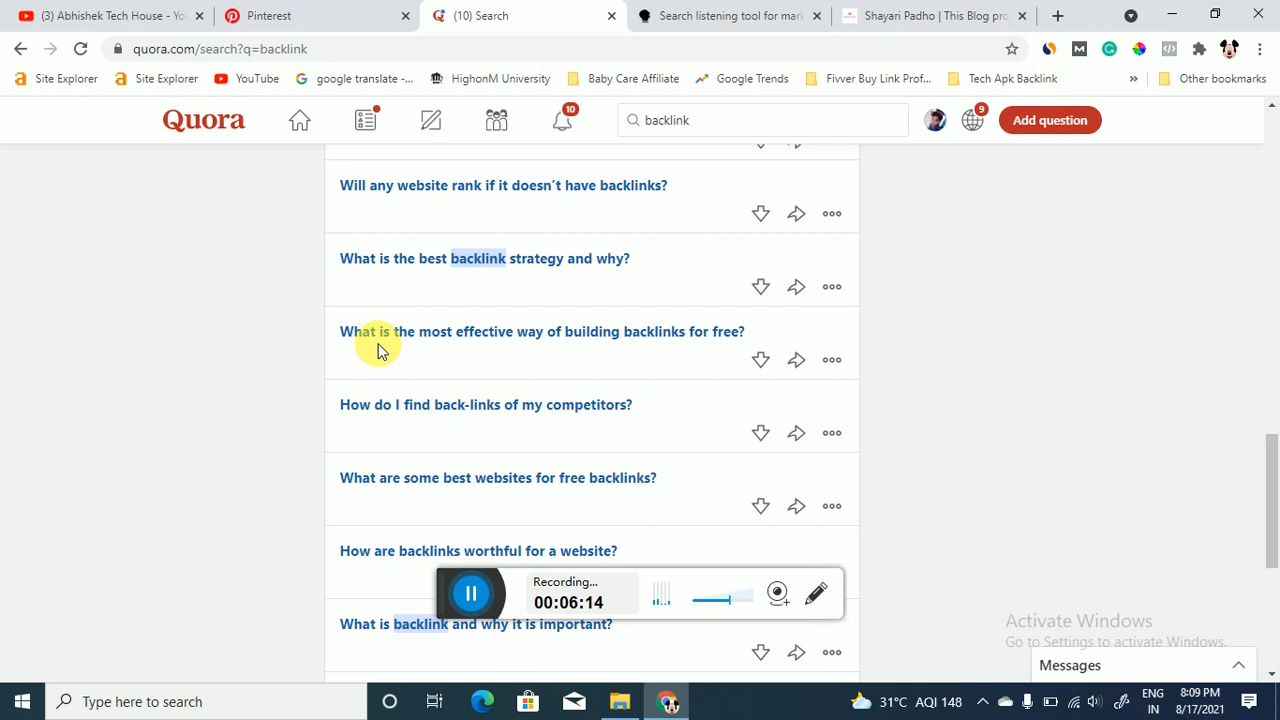 (3) Abhishek Tech House - Yo
Pinterest
(10) Search
Search listening tool for mark
Shayari Padho | This Blog pro
quora.com/search?q=backlink
Site Explorer
Site Explorer
YouTube
google translate -...
HighonM University
Baby Care Affiliate
Google Trends
Fivver Buy Link Prof...
Tech Apk Backlink
»
Other bookmarks
Quora
10
backlink
9
Add question
Will any website rank if it doesn't have backlinks?
What is the best backlink strategy and why?
What is the most effective way of building backlinks for free?
How do I find back-links of my competitors?
What are some best websites for free backlinks?
How are backlinks worthful for a website?
Recording...
00:06:14
What is backlink and why it is important?
Activate Windows
Go to Settings to activate Windows.
Messages
Type here to search
31°C AQI 148
ENG
IN
8:09 PM
8/17/2021